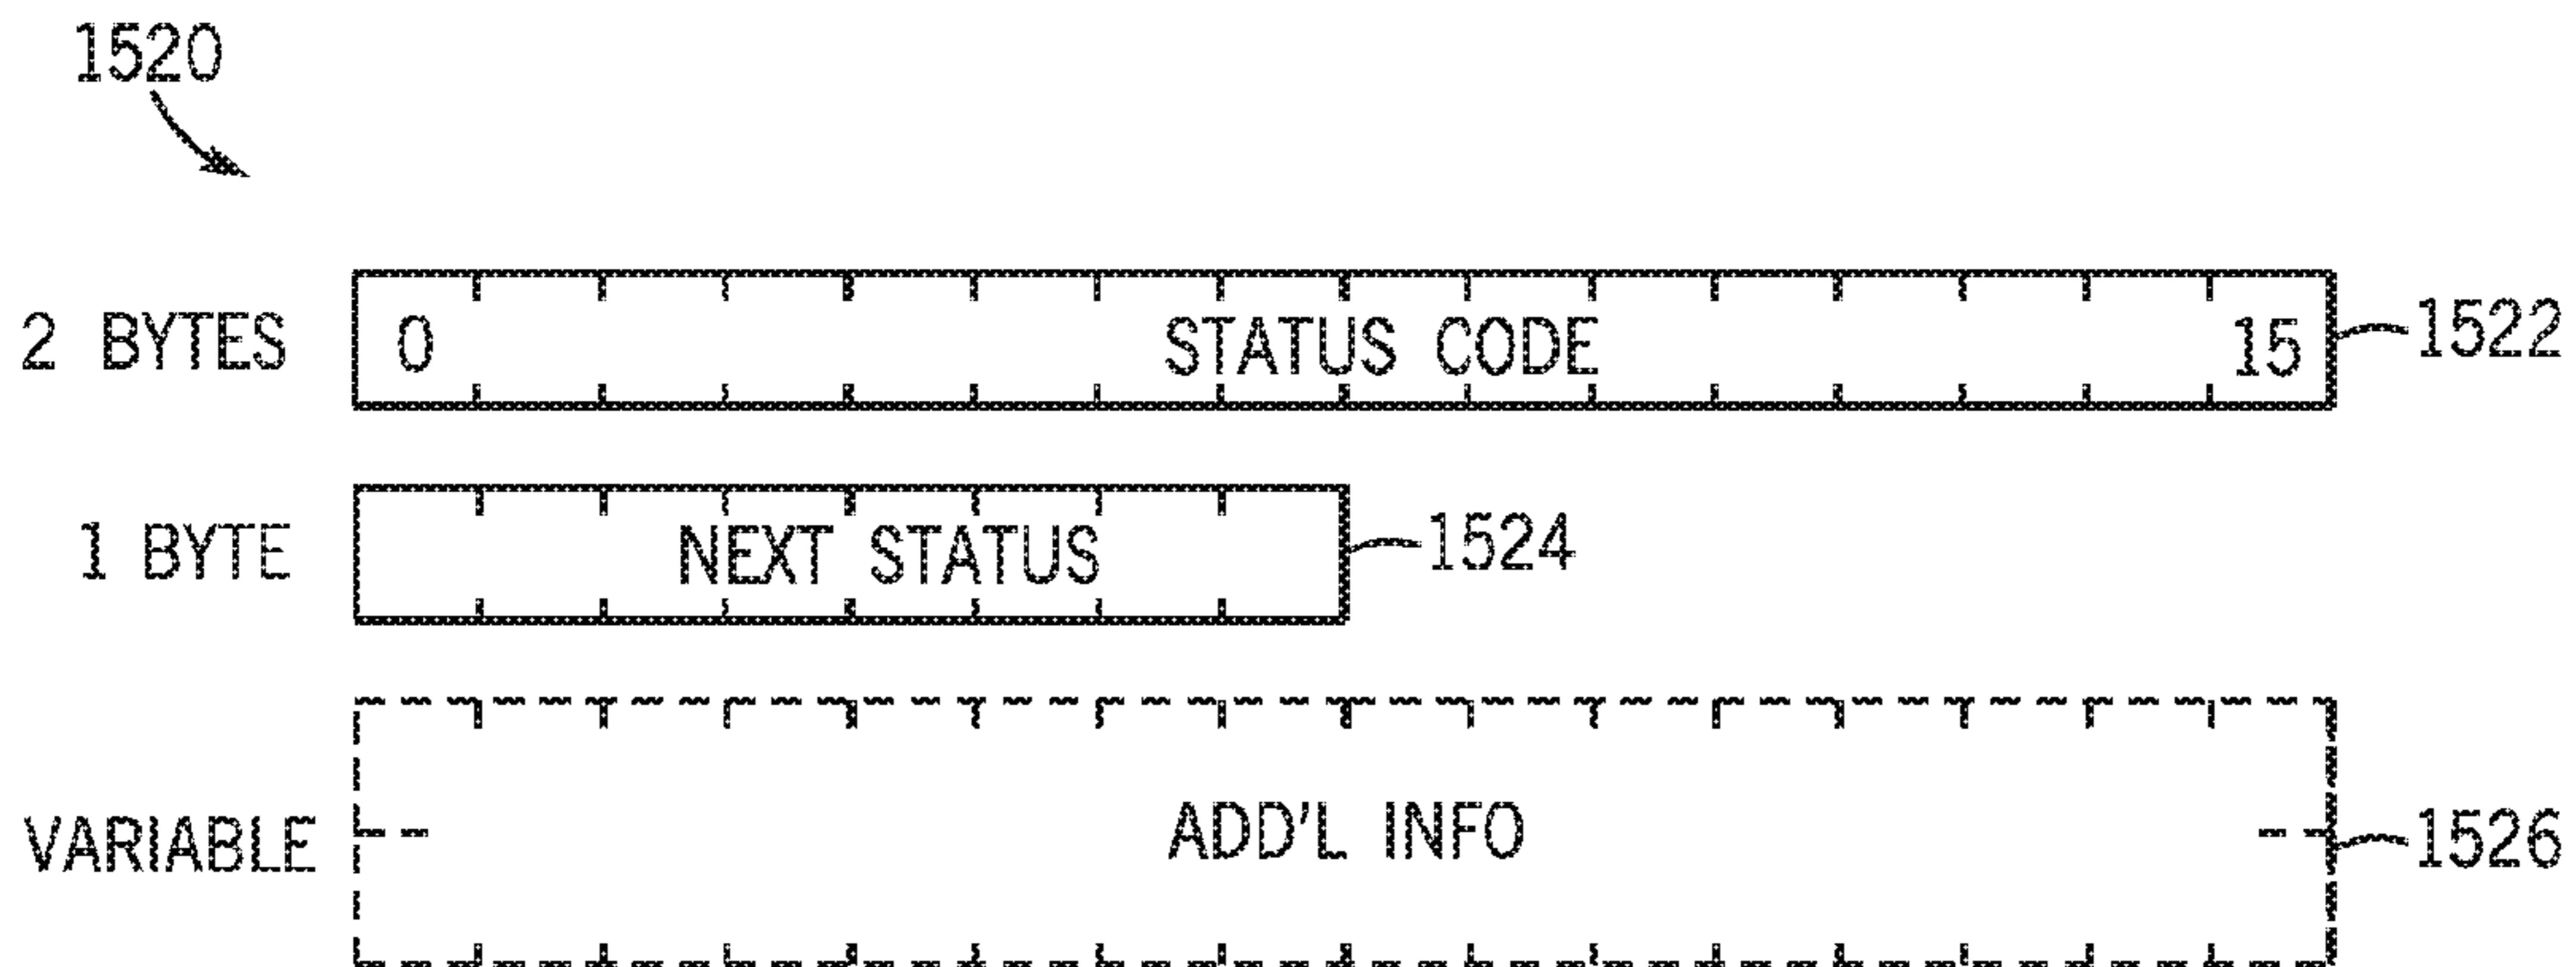 1520
2 BYTES 0 STATUS CODE 15 1522
1 BYTE NEXT STATUS 1524
VARIABLE ADD'L INFO 1526